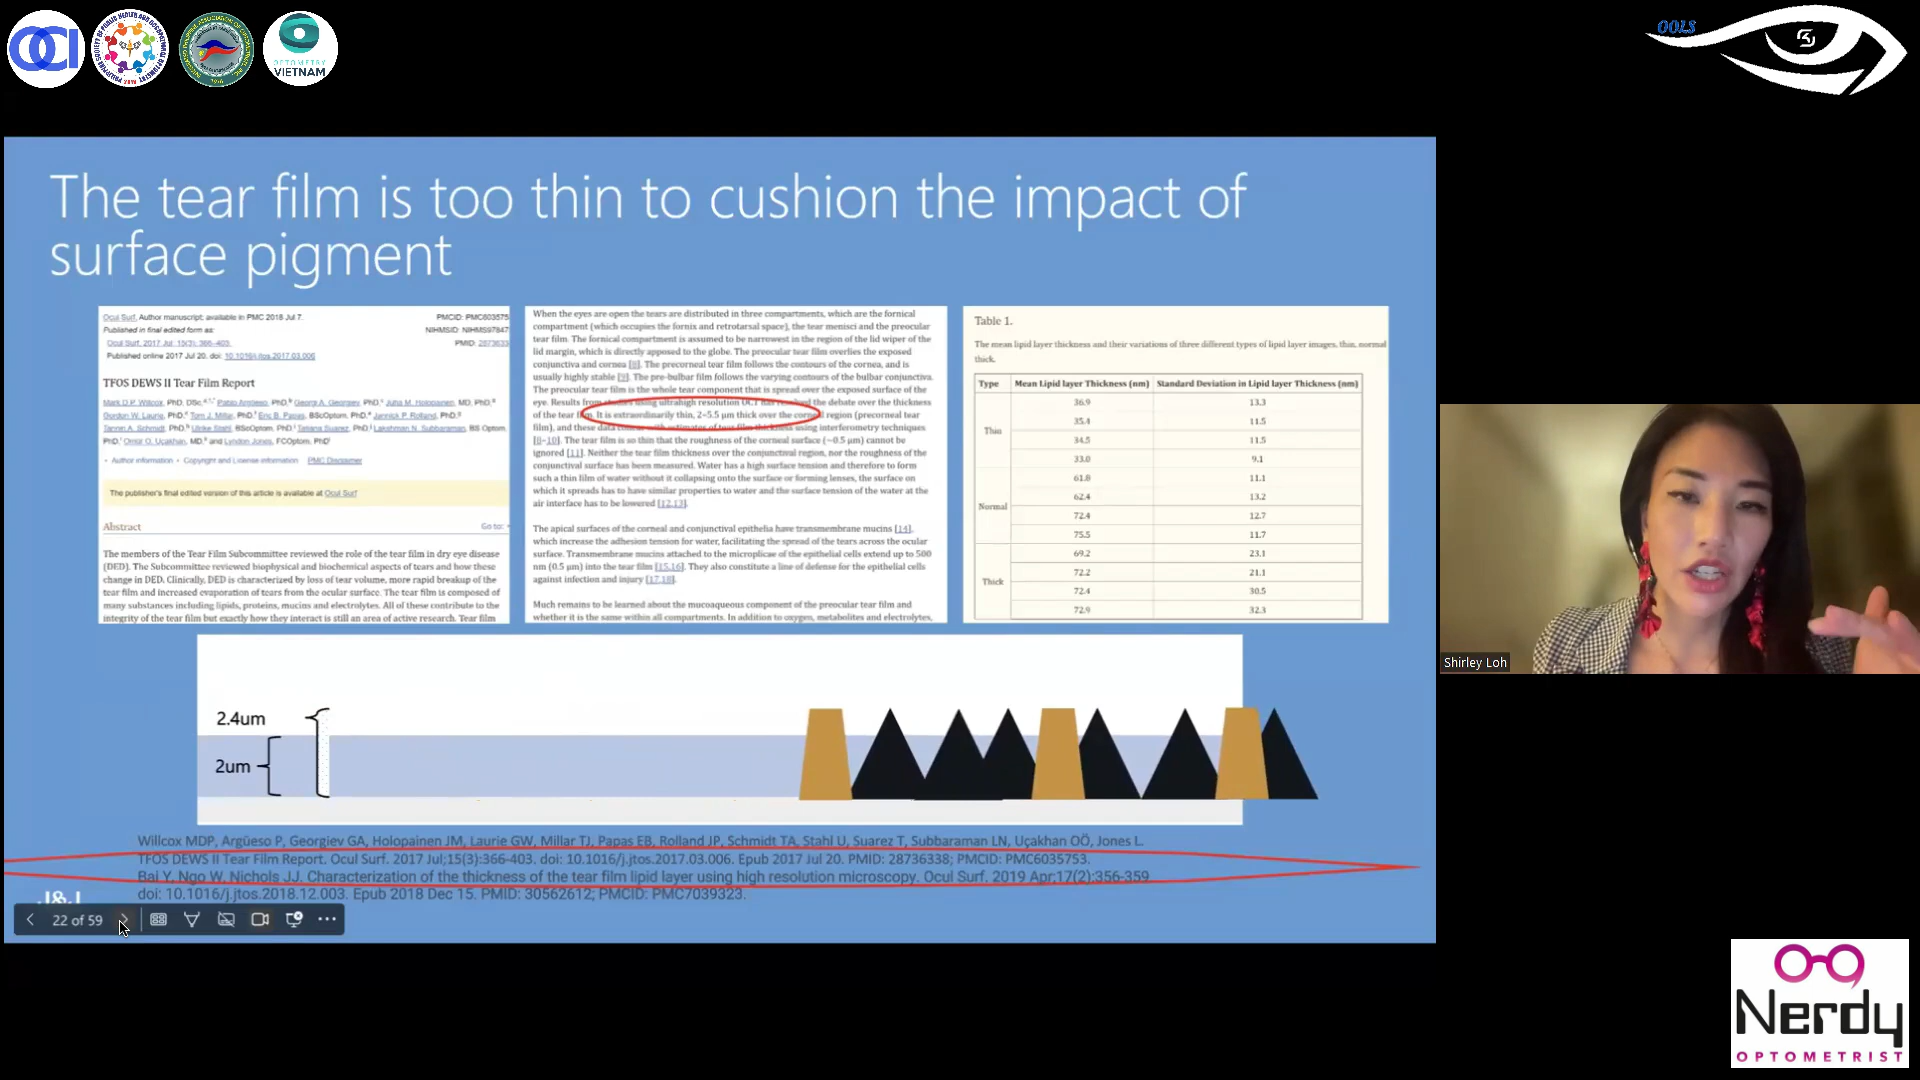 OCI
OPTOMETRY
VIETNAM
OOLS
The tear film is too thin to cushion the impact of
surface pigment
Ocul Surf. Author manuscript; available in PMC 2018 Jul 7.
Published in final edited form as:
Ocul Surf. 2017 Jul; 15(3): 366–403.
Published online 2017 Jul 20. doi: 10.1016/j.jtos.2017.03.006
PMCID: PMC603575
NIHMSID: NIHMS97847
PMID: 2873633
TFOS DEWS II Tear Film Report
Mark D.P. Willcox, PhD, DSc, Pablo Argüeso, PhD, Georgi A. Georgiev, PhD, Juha M. Holopainen, MD, PhD,
Gordon W. Laurie, PhD, Tom J. Millar, PhD, Eric B. Papas, BScOptom, PhD, Jannick P. Rolland, PhD,
Tannin A. Schmidt, PhD, Ulrike Stahl, BScOptom, PhD, Tatiana Suarez, PhD, Lakshman N. Subbaraman, BS Optom,
PhD, Omür O. Uçakhan, MD, and Lyndon Jones, FCOptom, PhD
Author information Copyright and License information PMC Disclaimer
The publisher's final edited version of this article is available at Ocul Surf
Abstract
Go to:
The members of the Tear Film Subcommittee reviewed the role of the tear film in dry eye disease
(DED). The Subcommittee reviewed biophysical and biochemical aspects of tears and how these
change in DED. Clinically, DED is characterized by loss of tear volume, more rapid breakup of the
tear film and increased evaporation of tears from the ocular surface. The tear film is composed of
many substances including lipids, proteins, mucins and electrolytes. All of these contribute to the
integrity of the tear film but exactly how they interact is still an area of active research. Tear film
When the eyes are open the tears are distributed in three compartments, which are the fornical
compartment (which occupies the fornix and retrotarsal space), the tear menisci and the preocular
tear film. The fornical compartment is assumed to be narrowest in the region of the lid wiper of the
lid margin, which is directly apposed to the globe. The preocular tear film overlies the exposed
conjunctiva and cornea [8]. The precorneal tear film follows the contours of the cornea, and is
usually highly stable [9]. The pre-bulbar film follows the varying contours of the bulbar conjunctiva.
The preocular tear film is the whole tear component that is spread over the exposed surface of the
eye. Results from studies using ultrahigh resolution OCT has resolved the debate over the thickness
of the tear film. It is extraordinarily thin, 2–5.5 μm thick over the corneal region (precorneal tear
film), and these data concur with estimates of tear film thickness using interferometry techniques
[8–10]. The tear film is so thin that the roughness of the corneal surface (~0.5 μm) cannot be
ignored [11]. Neither the tear film thickness over the conjunctival region, nor the roughness of the
conjunctival surface has been measured. Water has a high surface tension and therefore to form
such a thin film of water without it collapsing onto the surface or forming lenses, the surface on
which it spreads has to have similar properties to water and the surface tension of the water at the
air interface has to be lowered [12,13].
The apical surfaces of the corneal and conjunctival epithelia have transmembrane mucins [14],
which increase the adhesion tension for water, facilitating the spread of the tears across the ocular
surface. Transmembrane mucins attached to the microplicae of the epithelial cells extend up to 500
nm (0.5 μm) into the tear film [15,16]. They also constitute a line of defense for the epithelial cells
against infection and injury [17,18].
Much remains to be learned about the mucoaqueous component of the preocular tear film and
whether it is the same within all compartments. In addition to oxygen, metabolites and electrolytes,
Table 1.
The mean lipid layer thickness and their variations of three different types of lipid layer images, thin, normal
thick.
Type Mean Lipid layer Thickness (nm) Standard Deviation in Lipid layer Thickness (nm)
Thin
36.9 13.3
35.4 11.5
34.5 11.5
33.0 9.1
Normal
61.8 11.1
62.4 13.2
72.4 12.7
75.5 11.7
Thick
69.2 23.1
72.2 21.1
72.4 30.5
72.9 32.3
2.4um
2um
Willcox MDP, Argüeso P, Georgiev GA, Holopainen JM, Laurie GW, Millar TJ, Papas EB, Rolland JP, Schmidt TA, Stahl U, Suarez T, Subbaraman LN, Uçakhan OÖ, Jones L.
TFOS DEWS II Tear Film Report. Ocul Surf. 2017 Jul;15(3):366-403. doi: 10.1016/j.jtos.2017.03.006. Epub 2017 Jul 20. PMID: 28736338; PMCID: PMC6035753.
Bai Y, Ngo W, Nichols JJ. Characterization of the thickness of the tear film lipid layer using high resolution microscopy. Ocul Surf. 2019 Apr;17(2):356-359
doi: 10.1016/j.jtos.2018.12.003. Epub 2018 Dec 15. PMID: 30562612; PMCID: PMC7039323.
J&J
22 of 59
Shirley Loh
Nerdy
OPTOMETRIST